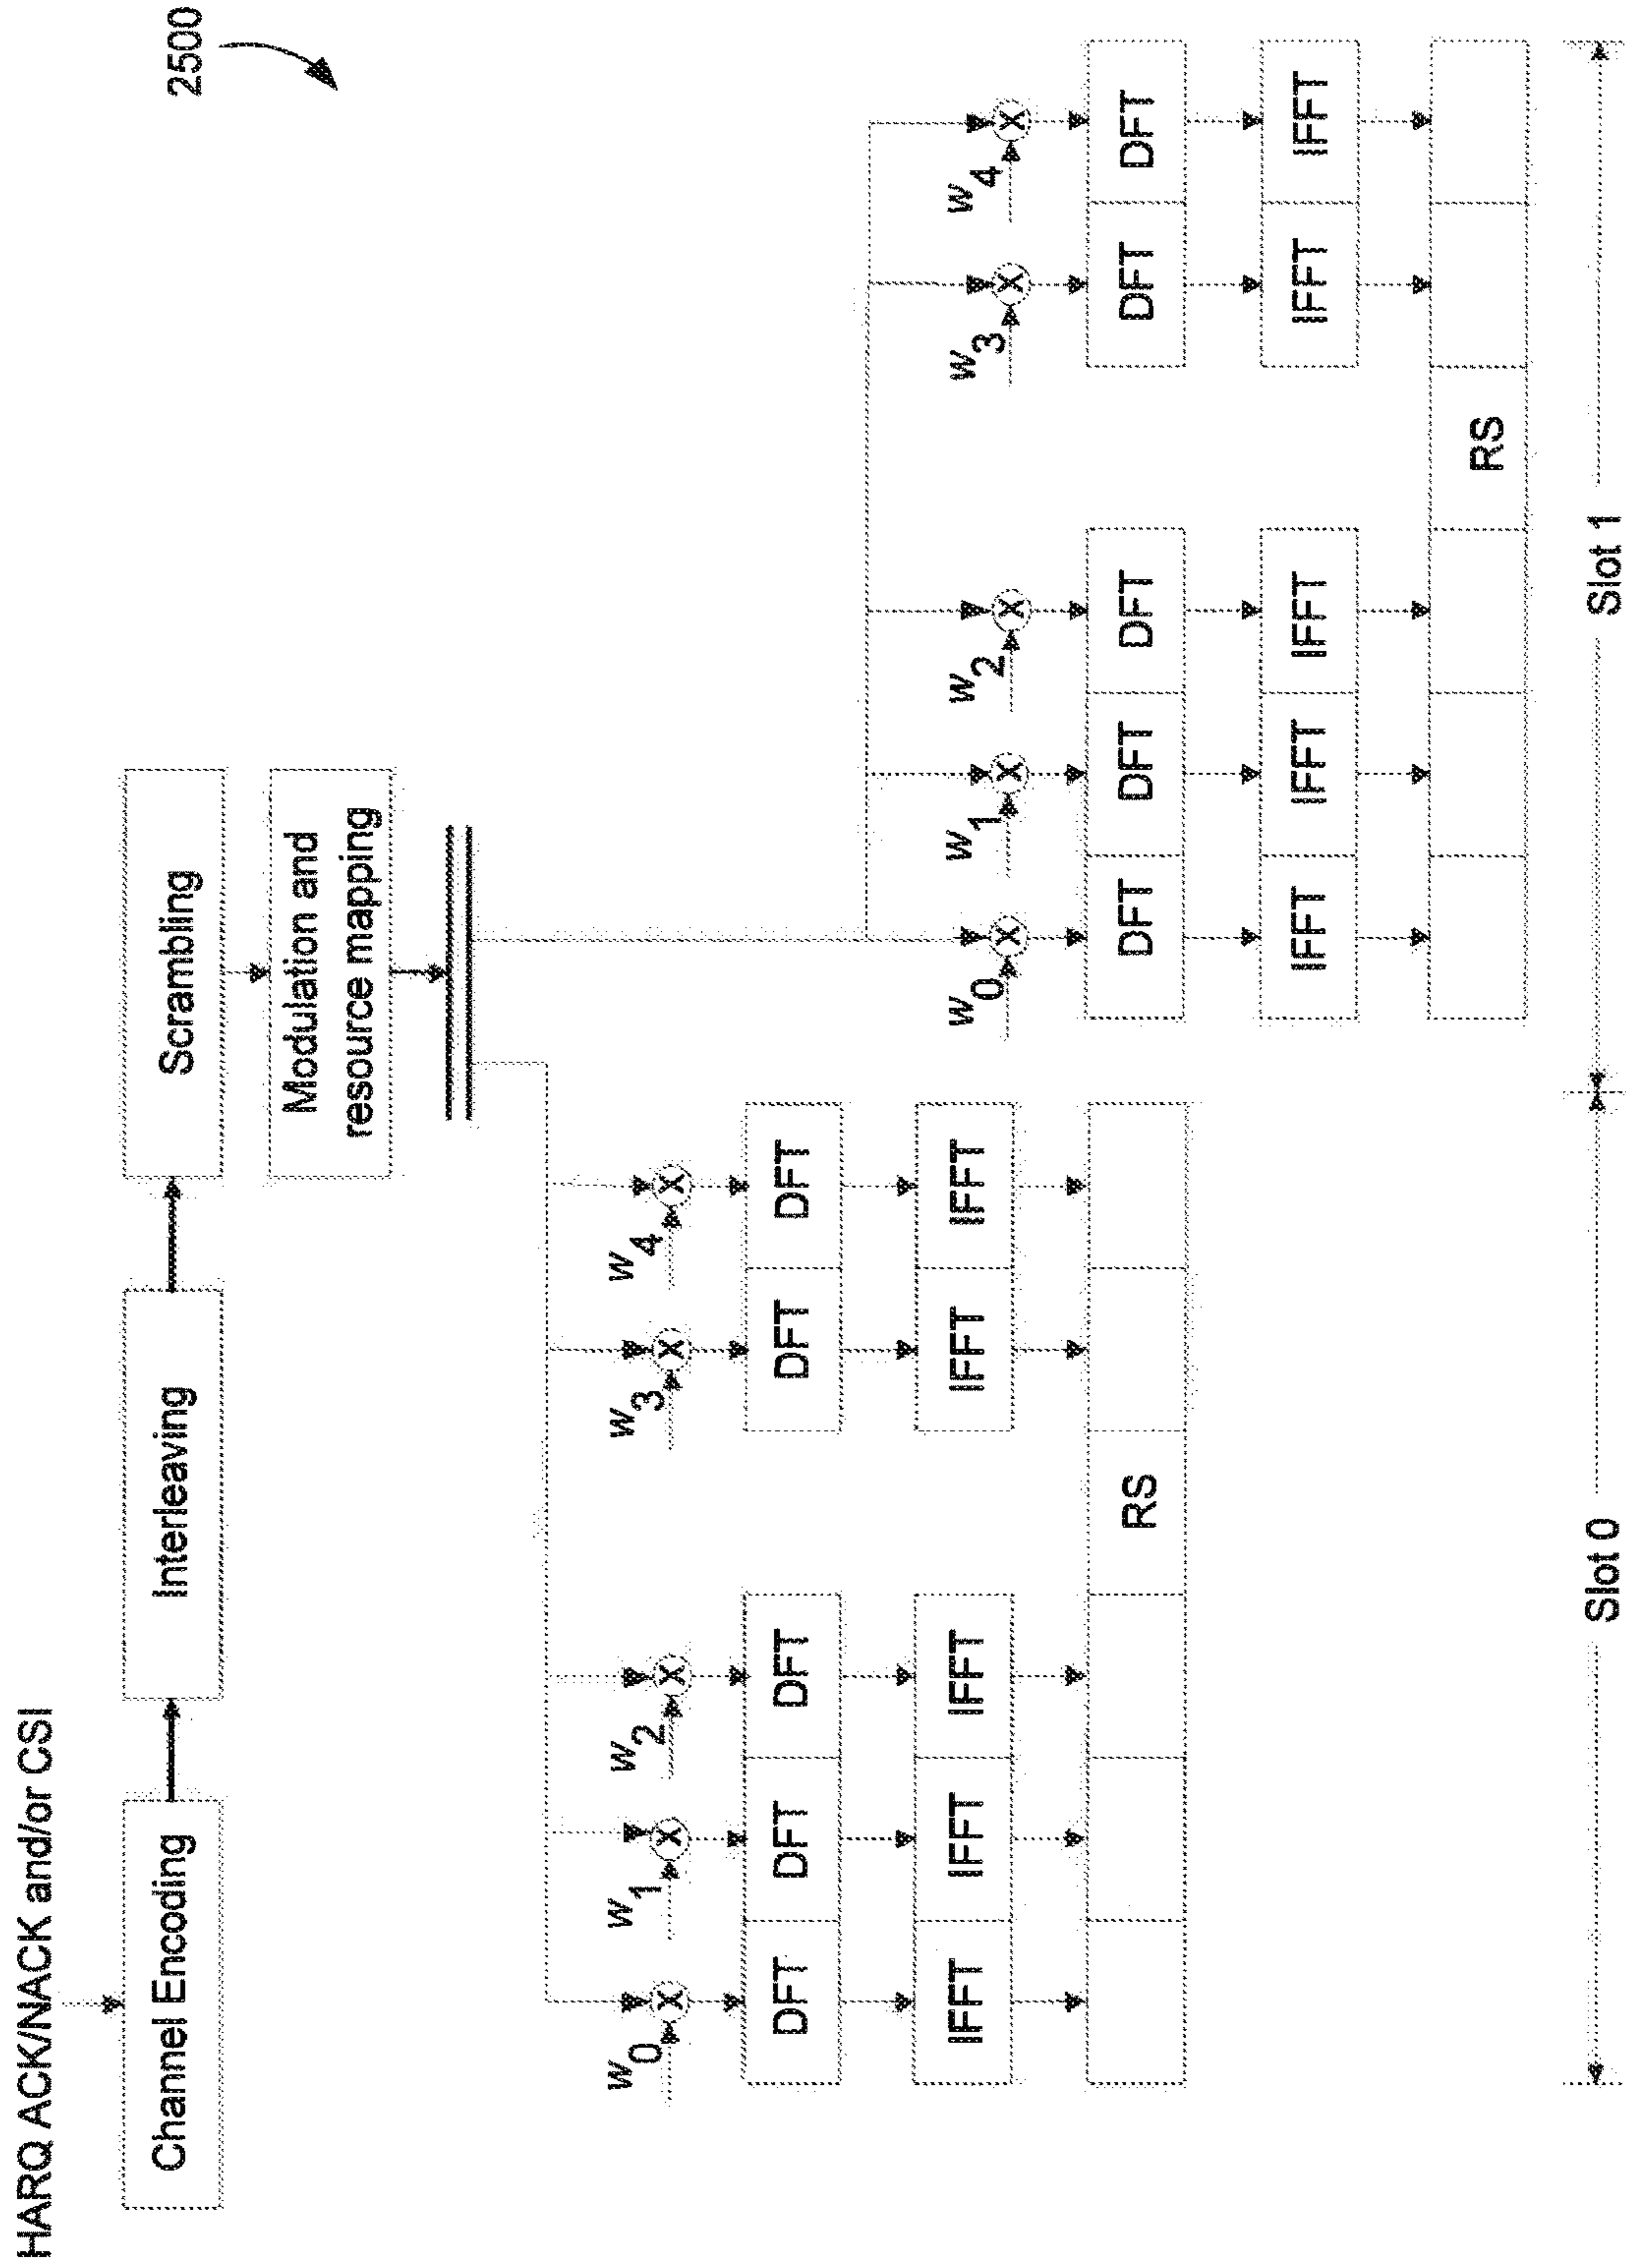 2500
HARQ ACK/NACK and/or CSI
Channel Encoding
Interleaving
Scrambling
Modulation and
resource mapping
w0
w1
w2
w3
w4
DFT
DFT
DFT
DFT
DFT
IFFT
IFFT
IFFT
IFFT
IFFT
RS
w0
w1
w2
w3
w4
DFT
DFT
DFT
DFT
DFT
IFFT
IFFT
IFFT
IFFT
IFFT
RS
Slot 0
Slot 1